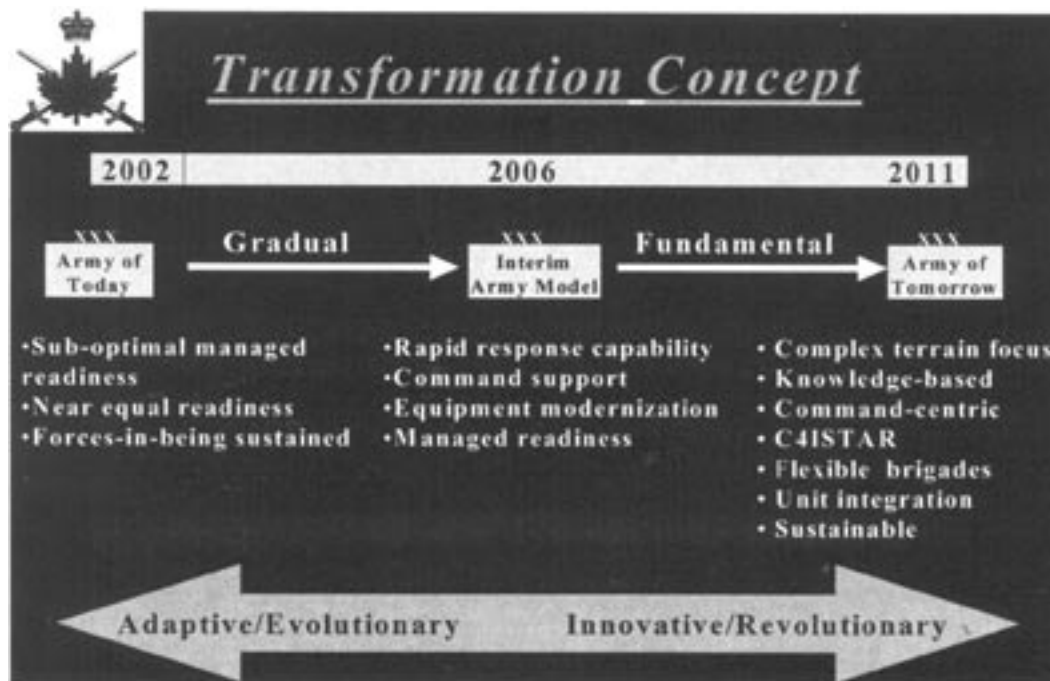 Transformation Concept
2002
2006
2011
XXX
Army of
Today
Gradual
XXX
Interim
Army Model
Fundamental
XXX
Army of
Tomorrow
•Sub-optimal managed
readiness
•Near equal readiness
•Forces-in-being sustained
•Rapid response capability
•Command support
•Equipment modernization
•Managed readiness
• Complex terrain focus
• Knowledge-based
• Command-centric
• C4ISTAR
• Flexible brigades
• Unit integration
• Sustainable
Adaptive/Evolutionary
Innovative/Revolutionary